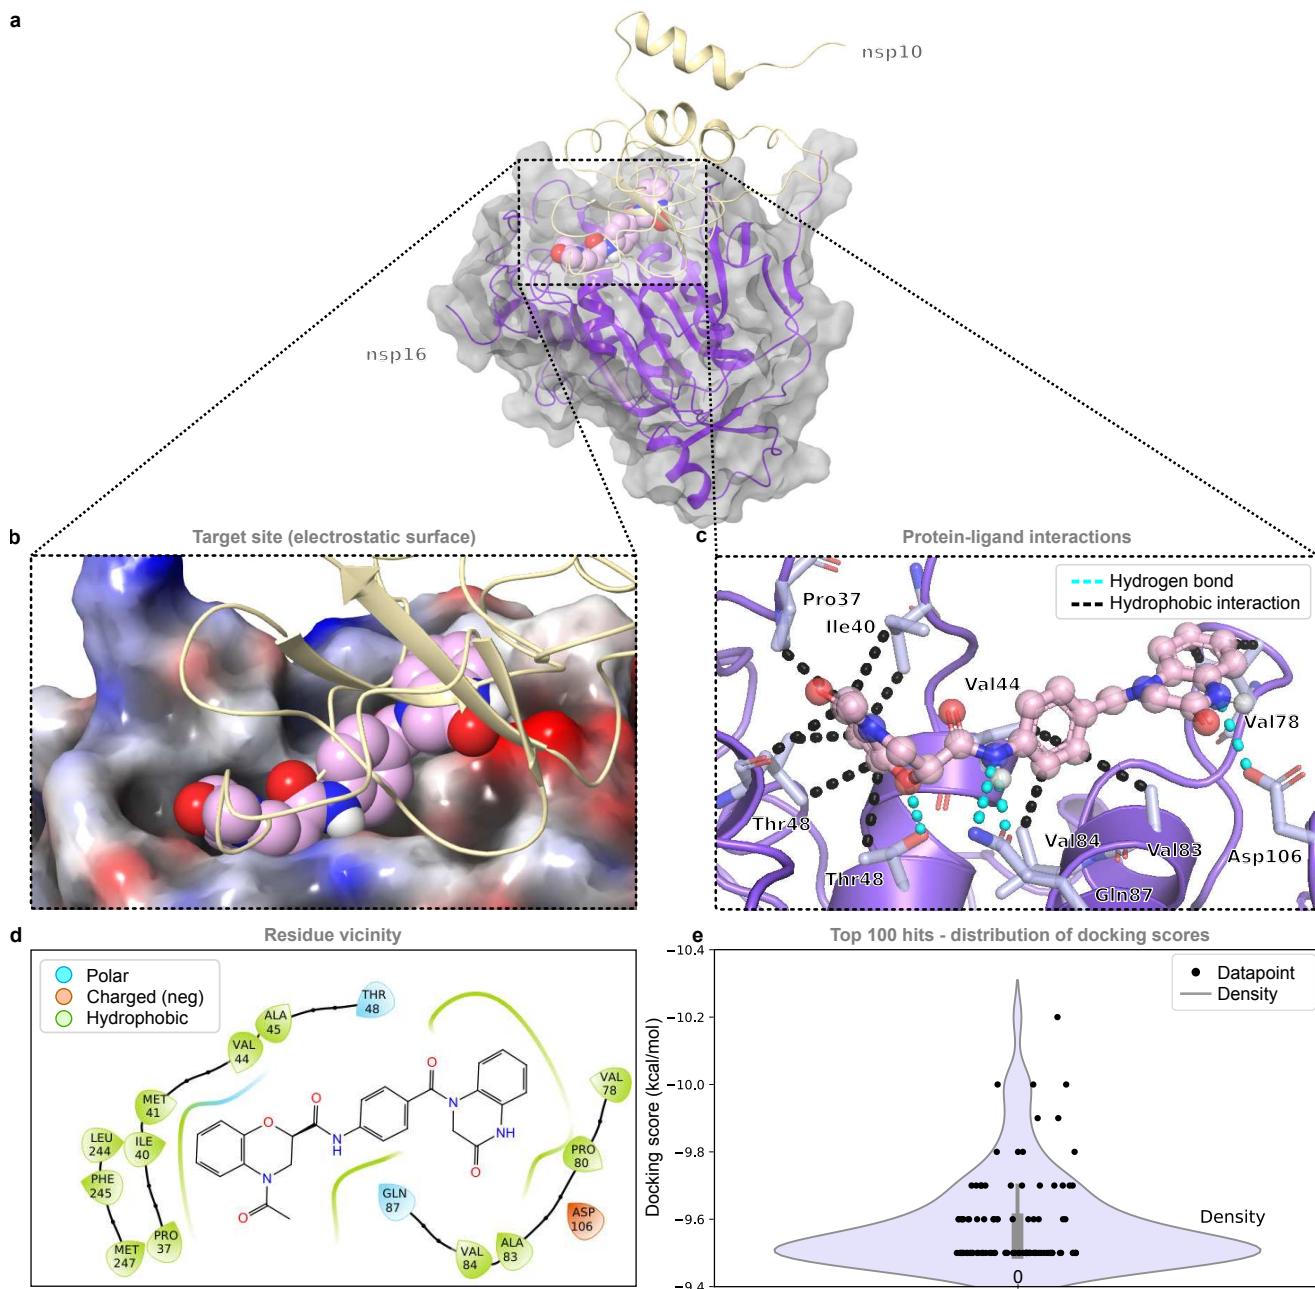 a
nsp10
nsp16
b
Target site (electrostatic surface)
c
Protein-ligand interactions
Hydrogen bond
Hydrophobic interaction
Pro37
Ile40
Val44
Val78
Thr48
Thr48
Val84
Val83
Asp106
Gln87
d
Residue vicinity
Polar
Charged (neg)
Hydrophobic
THR
48
ALA
45
VAL
44
MET
41
LEU
244
ILE
40
PHE
245
PRO
37
MET
247
GLN
87
VAL
84
ALA
83
ASP
106
PRO
80
VAL
78
O
O
O
N
H
N
O
N
NH
O
e
Top 100 hits - distribution of docking scores
Datapoint
Density
Docking score (kcal/mol)
−10.4
−10.2
−10.0
−9.8
−9.6
−9.4
Density
0